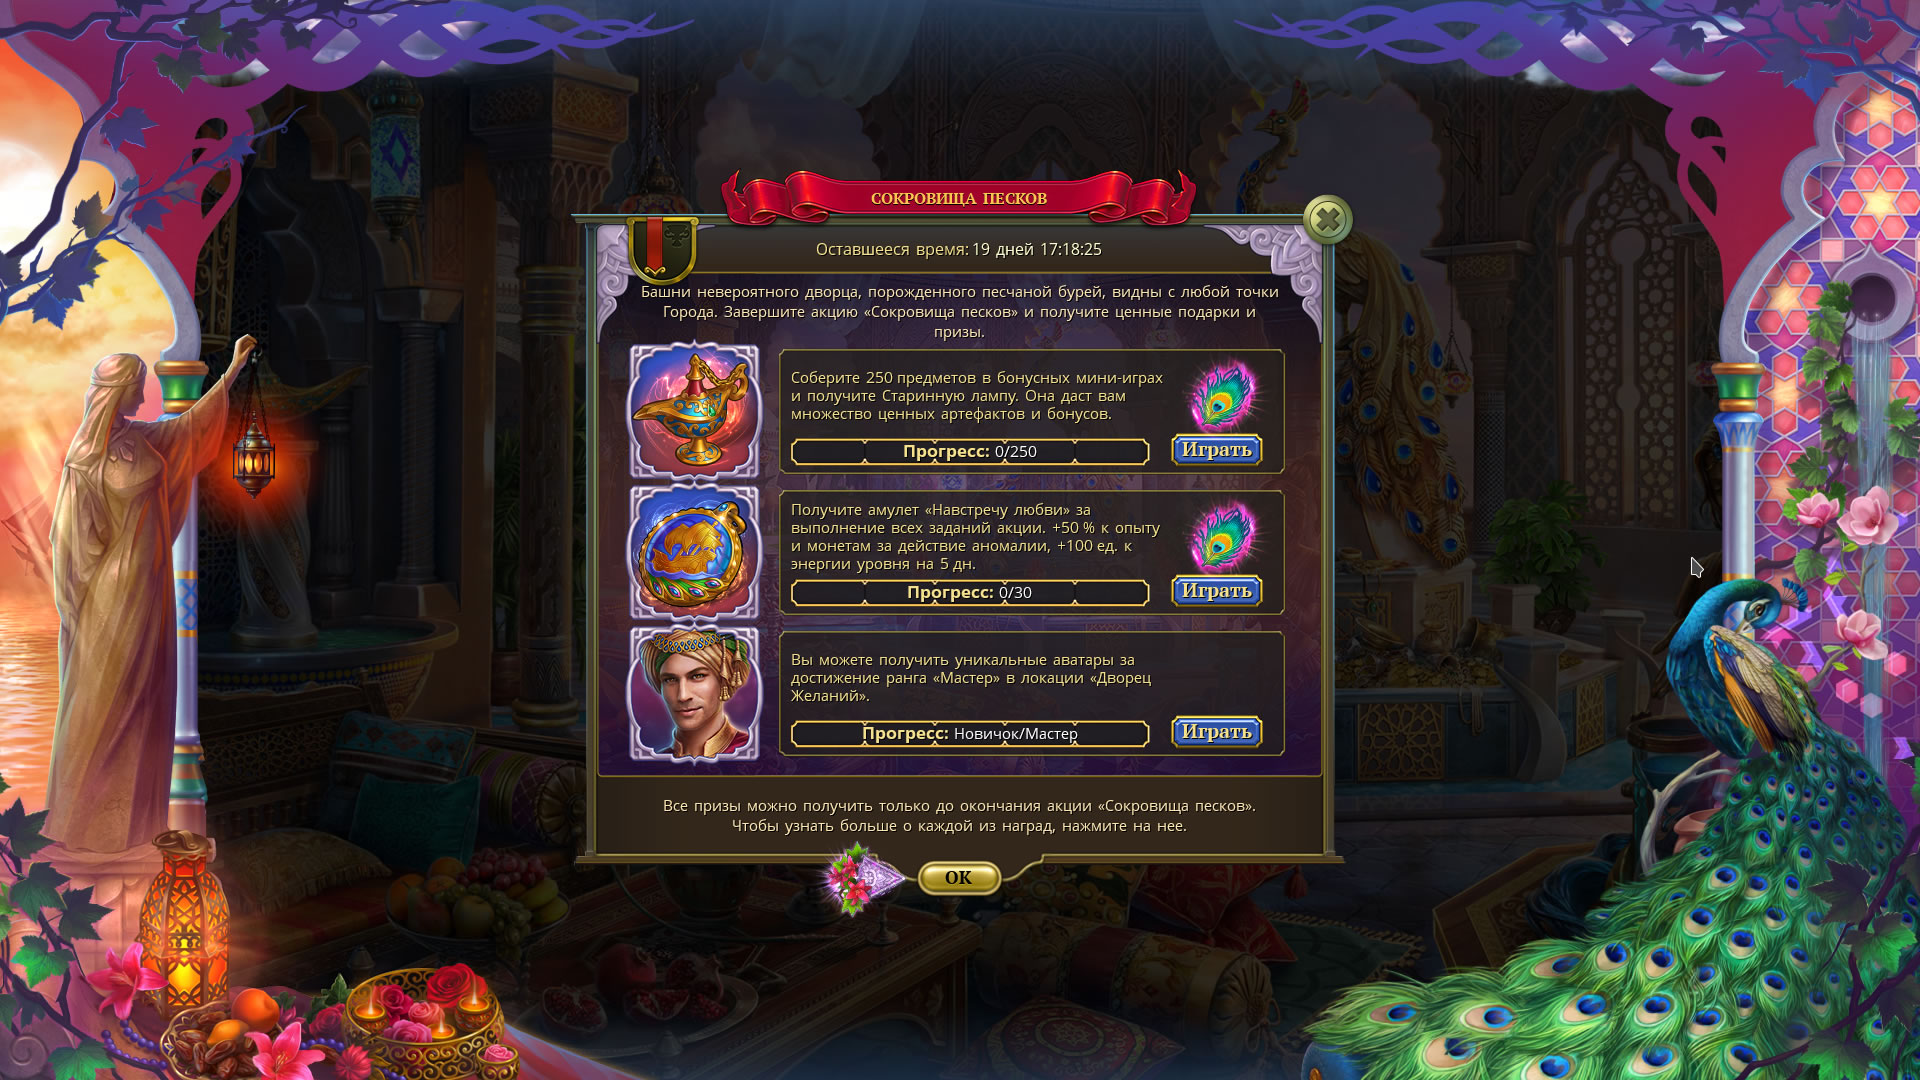 СОКРОВИЩА ПЕСКОВ
Оставшееся время: 19 дней 17:18:25
Башни невероятного дворца, порожденного песчаной бурей, видны с любой точки
Города. Завершите акцию «Сокровища песков» и получите ценные подарки и
призы.
Соберите 250 предметов в бонусных мини-играх
и получите Старинную лампу. Она даст вам
множество ценных артефактов и бонусов.
Прогресс: 0/250
Играть
Получите амулет «Навстречу любви» за
выполнение всех заданий акции. +50 % к опыту
и монетам за действие аномалии, +100 ед. к
энергии уровня на 5 дн.
Прогресс: 0/30
Играть
Вы можете получить уникальные аватары за
достижение ранга «Мастер» в локации «Дворец
Желаний».
Прогресс: Новичок/Мастер
Играть
Все призы можно получить только до окончания акции «Сокровища песков».
Чтобы узнать больше о каждой из наград, нажмите на нее.
ОК